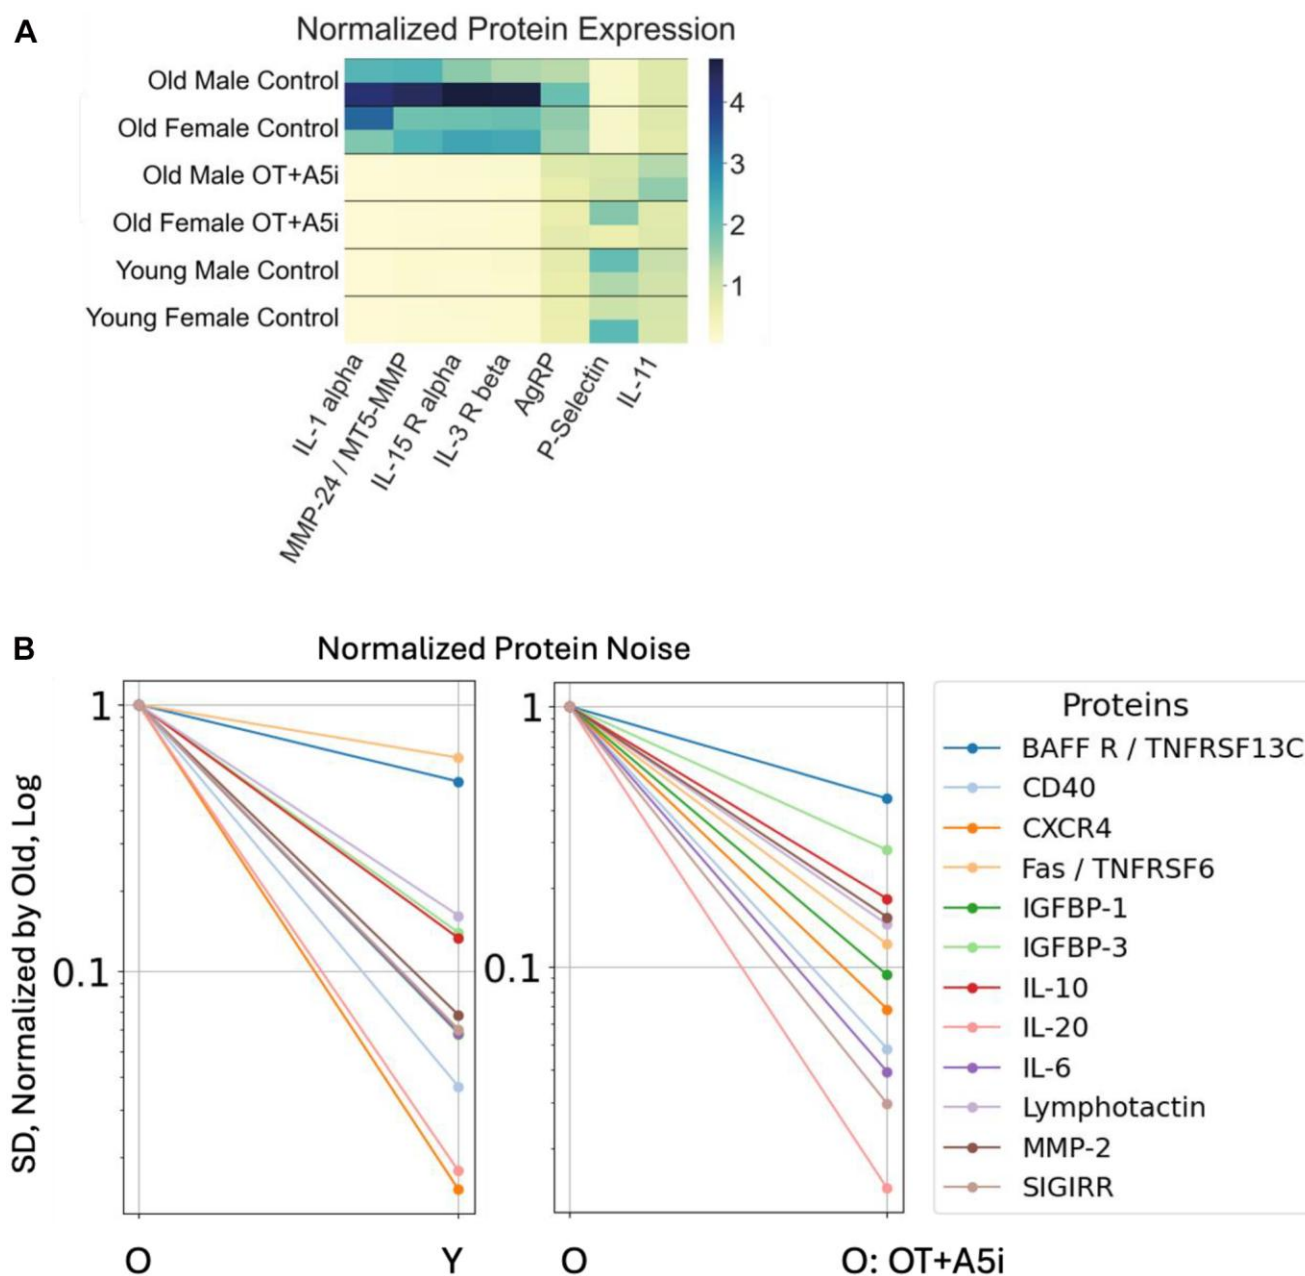 A
Normalized Protein Expression
Old Male Control
Old Female Control
Old Male OT+A5i
Old Female OT+A5i
Young Male Control
Young Female Control
4
3
2
1
IL-1 alpha
MMP-24 / MT5-MMP
IL-15 R alpha
IL-3 R beta
AgRP
P-Selectin
IL-11
B
Normalized Protein Noise
SD, Normalized by Old, Log
1
0.1
O
Y
1
0.1
O
O: OT+A5i
Proteins
BAFF R / TNFRSF13C
CD40
CXCR4
Fas / TNFRSF6
IGFBP-1
IGFBP-3
IL-10
IL-20
IL-6
Lymphotactin
MMP-2
SIGIRR